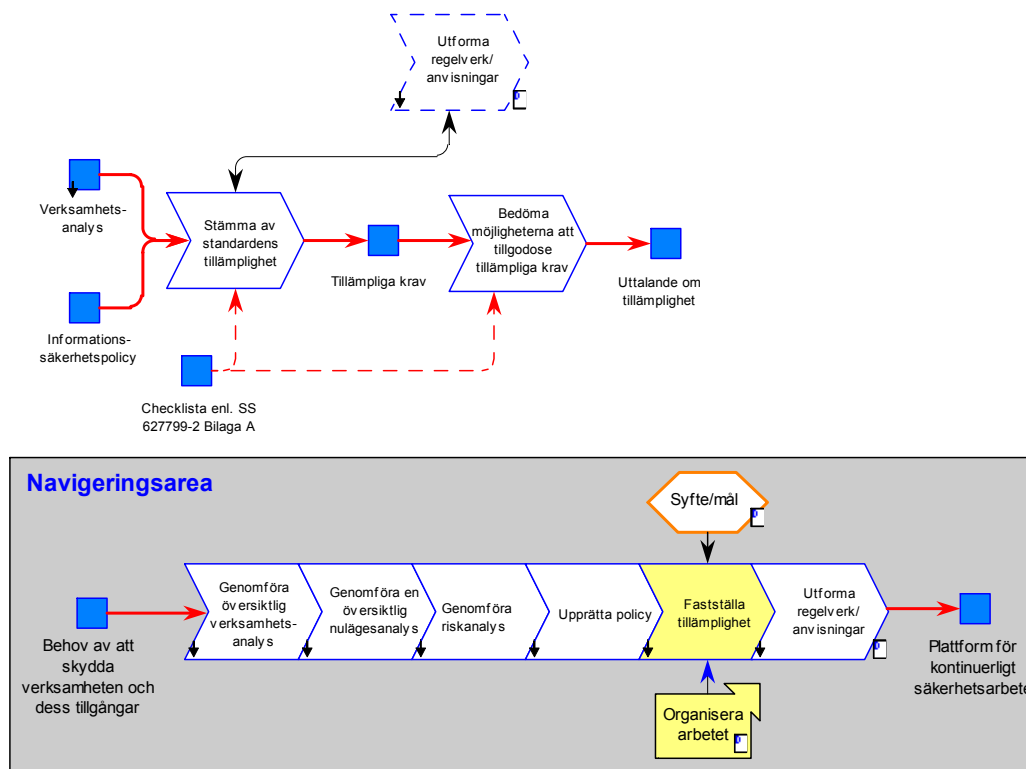 Utforma
regelverk/
anvisningar
Verksamhets-
analys
Stämma av
standardens
tillämplighet
Tillämpliga krav
Bedöma
möjligheterna att
tillgodose
tillämpliga krav
Uttalande om
tillämplighet
Informations-
säkerhetspolicy
Checklista enl. SS
627799-2 Bilaga A
Navigeringsarea
Syfte/mål
Behov av att
skydda
verksamheten och
dess tillgångar
Genomföra
översiktlig
verksamhets-
analys
Genomföra en
översiktlig
nulägesanalys
Genomföra
riskanalys
Upprätta policy
Fastställa
tillämplighet
Utforma
regelverk/
anvisningar
Plattform för
kontinuerligt
säkerhetsarbete
Organisera
arbetet